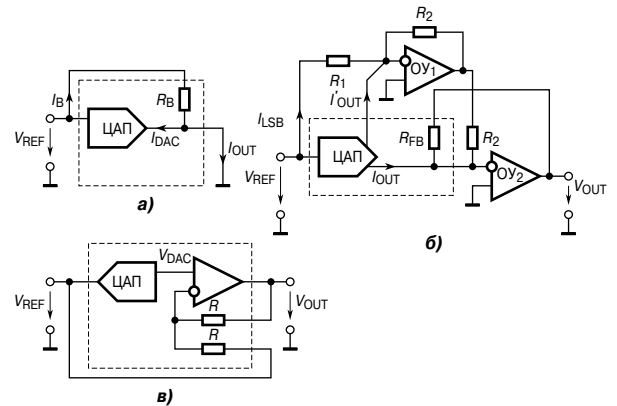 I_B
R_B
ЦАП
V_REF
I_DAC
I_OUT
а)
R_2
R_1
ОУ_1
I'_OUT
I_LSB
R_FB
R_2
ЦАП
V_REF
I_OUT
ОУ_2
V_OUT
б)
V_DAC
ЦАП
V_REF
V_OUT
R
R
в)